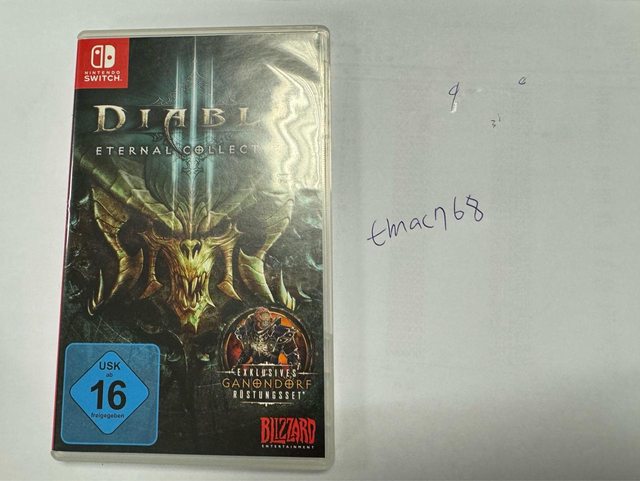 NINTENDO
SWITCH
DIABL
ETERNAL COLLECT
EXKLUSIVES
GANONDORF
RÜSTUNGSSET*
USK
ab
16
freigegeben
BLIZZARD
ENTERTAINMENT
tmac768